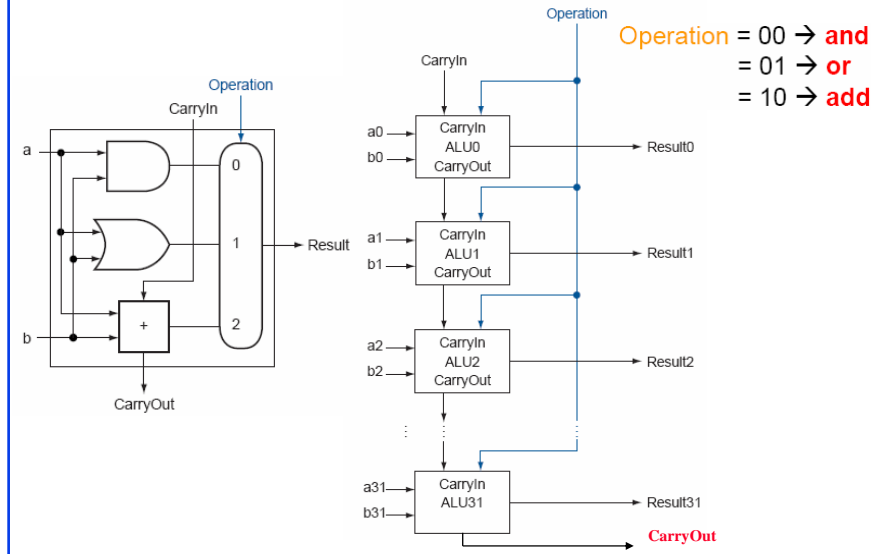 Operation = 00 → and
= 01 → or
= 10 → add
Operation
CarryIn
a
b
0
1
2
+
Result
CarryOut
Operation
CarryIn
a0
b0
CarryIn
ALU0
CarryOut
Result0
a1
b1
CarryIn
ALU1
CarryOut
Result1
a2
b2
CarryIn
ALU2
CarryOut
Result2
a31
b31
CarryIn
ALU31
Result31
CarryOut